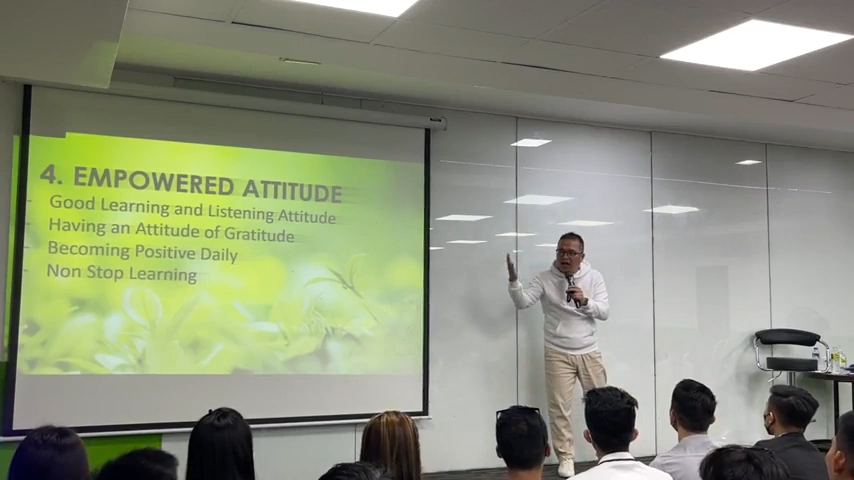 4. EMPOWERED ATTITUDE
Good Learning and Listening Attitude
Having an Attitude of Gratitude
Becoming Positive Daily
Non Stop Learning